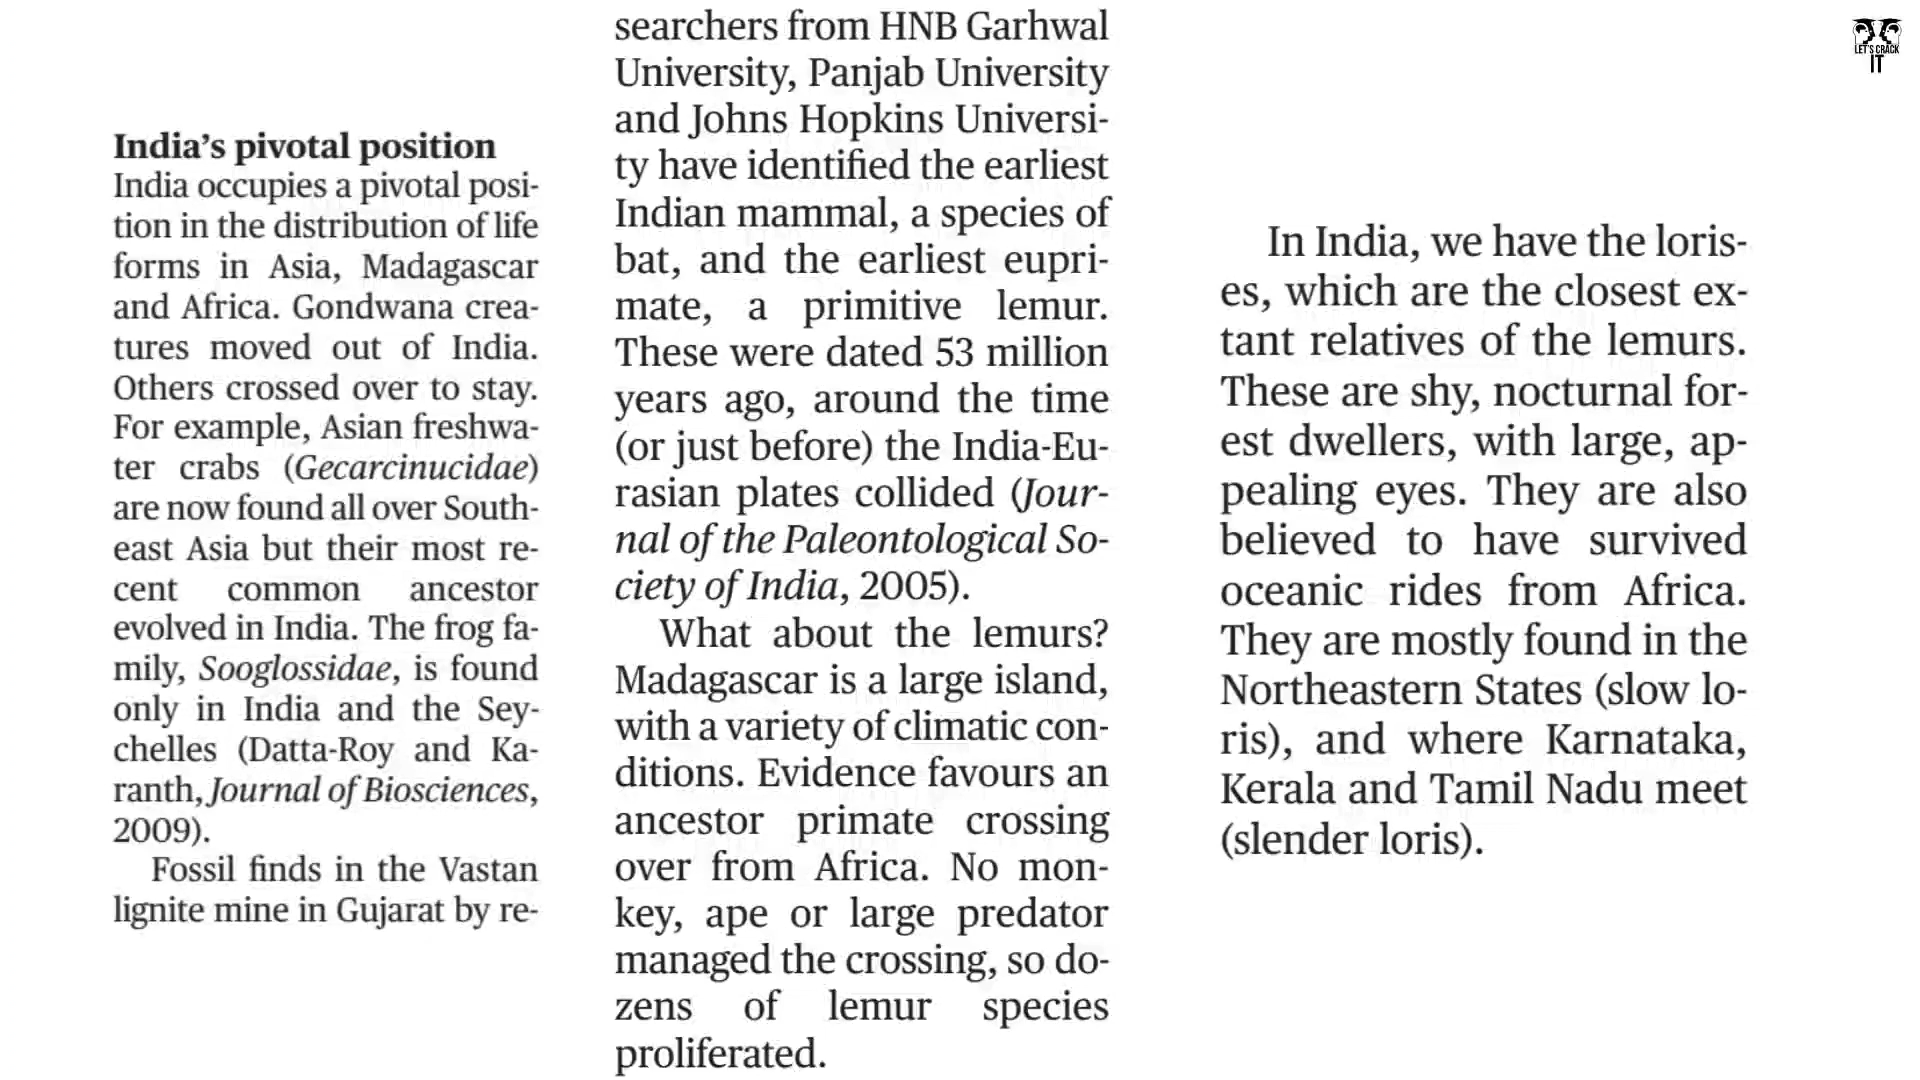 India's pivotal position
India occupies a pivotal posi-
tion in the distribution of life
forms in Asia, Madagascar
and Africa. Gondwana crea-
tures moved out of India.
Others crossed over to stay.
For example, Asian freshwa-
ter crabs (Gecarcinucidae)
are now found all over South-
east Asia but their most re-
cent common ancestor
evolved in India. The frog fa-
mily, Sooglossidae, is found
only in India and the Sey-
chelles (Datta-Roy and Ka-
ranth, Journal of Biosciences,
2009).
Fossil finds in the Vastan
lignite mine in Gujarat by re-
searchers from HNB Garhwal
University, Panjab University
and Johns Hopkins Universi-
ty have identified the earliest
Indian mammal, a species of
bat, and the earliest eupri-
mate, a primitive lemur.
These were dated 53 million
years ago, around the time
(or just before) the India-Eu-
rasian plates collided (Jour-
nal of the Paleontological So-
ciety of India, 2005).
What about the lemurs?
Madagascar is a large island,
with a variety of climatic con-
ditions. Evidence favours an
ancestor primate crossing
over from Africa. No mon-
key, ape or large predator
managed the crossing, so do-
zens of lemur species
proliferated.
In India, we have the loris-
es, which are the closest ex-
tant relatives of the lemurs.
These are shy, nocturnal for-
est dwellers, with large, ap-
pealing eyes. They are also
believed to have survived
oceanic rides from Africa.
They are mostly found in the
Northeastern States (slow lo-
ris), and where Karnataka,
Kerala and Tamil Nadu meet
(slender loris).
LET'S CRACK
IT